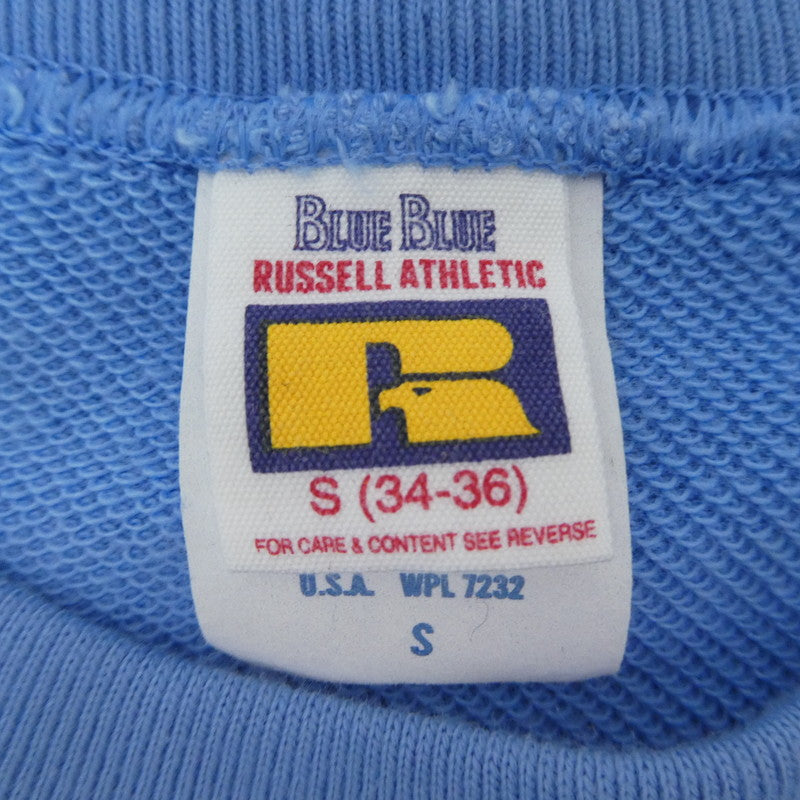 BLUE BLUE
RUSSELL ATHLETIC
R
S (34-36)
FOR CARE & CONTENT SEE REVERSE
U.S.A. WPL 7232
S